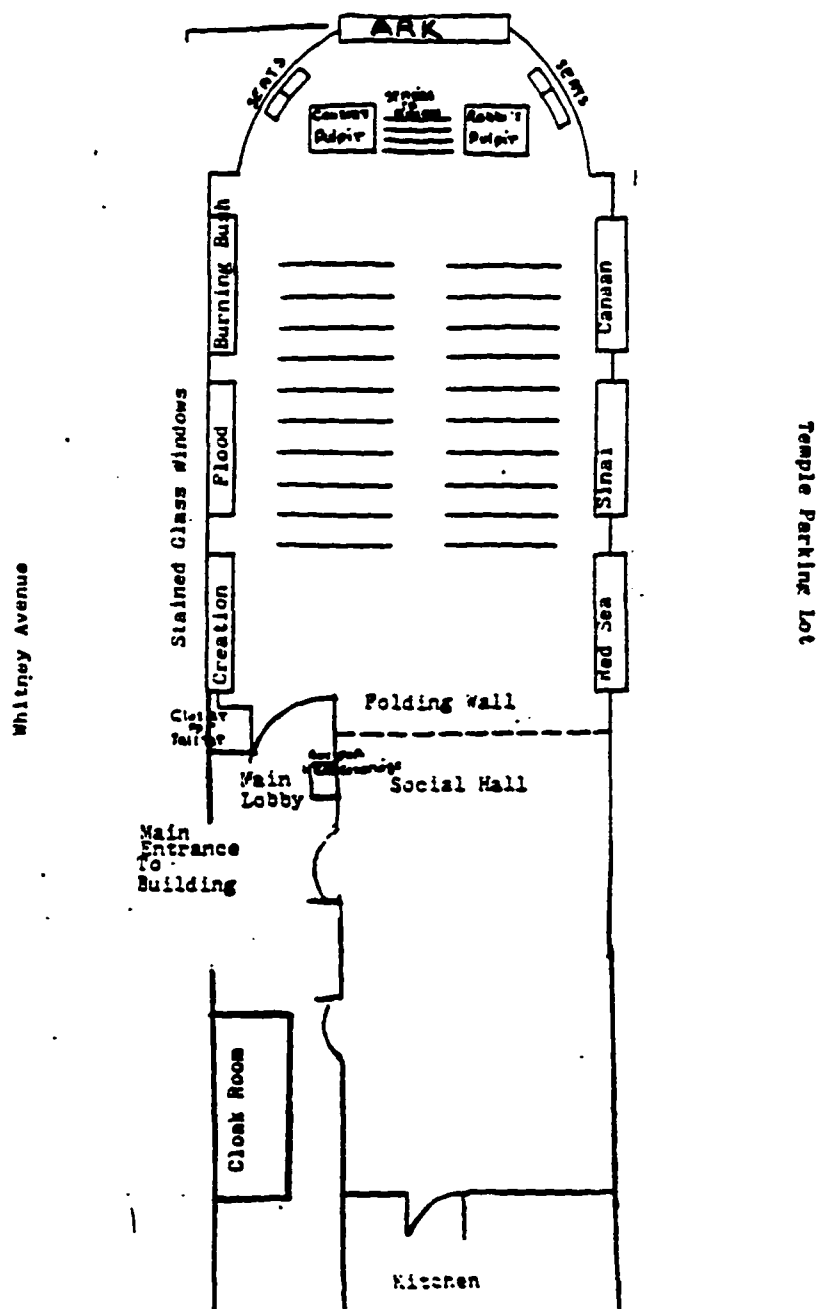 ARK
SEATS
SEATS
Pulpit
Rabbi's
Pulpit
Burning Bush
Canaan
Stained Glass Windows
Flood
Sinai
Temple Parking Lot
Whitney Avenue
Creation
Red Sea
Folding Wall
Main
Lobby
Social Hall
Main
Entrance
To
Building
Cloak Room
Kitchen